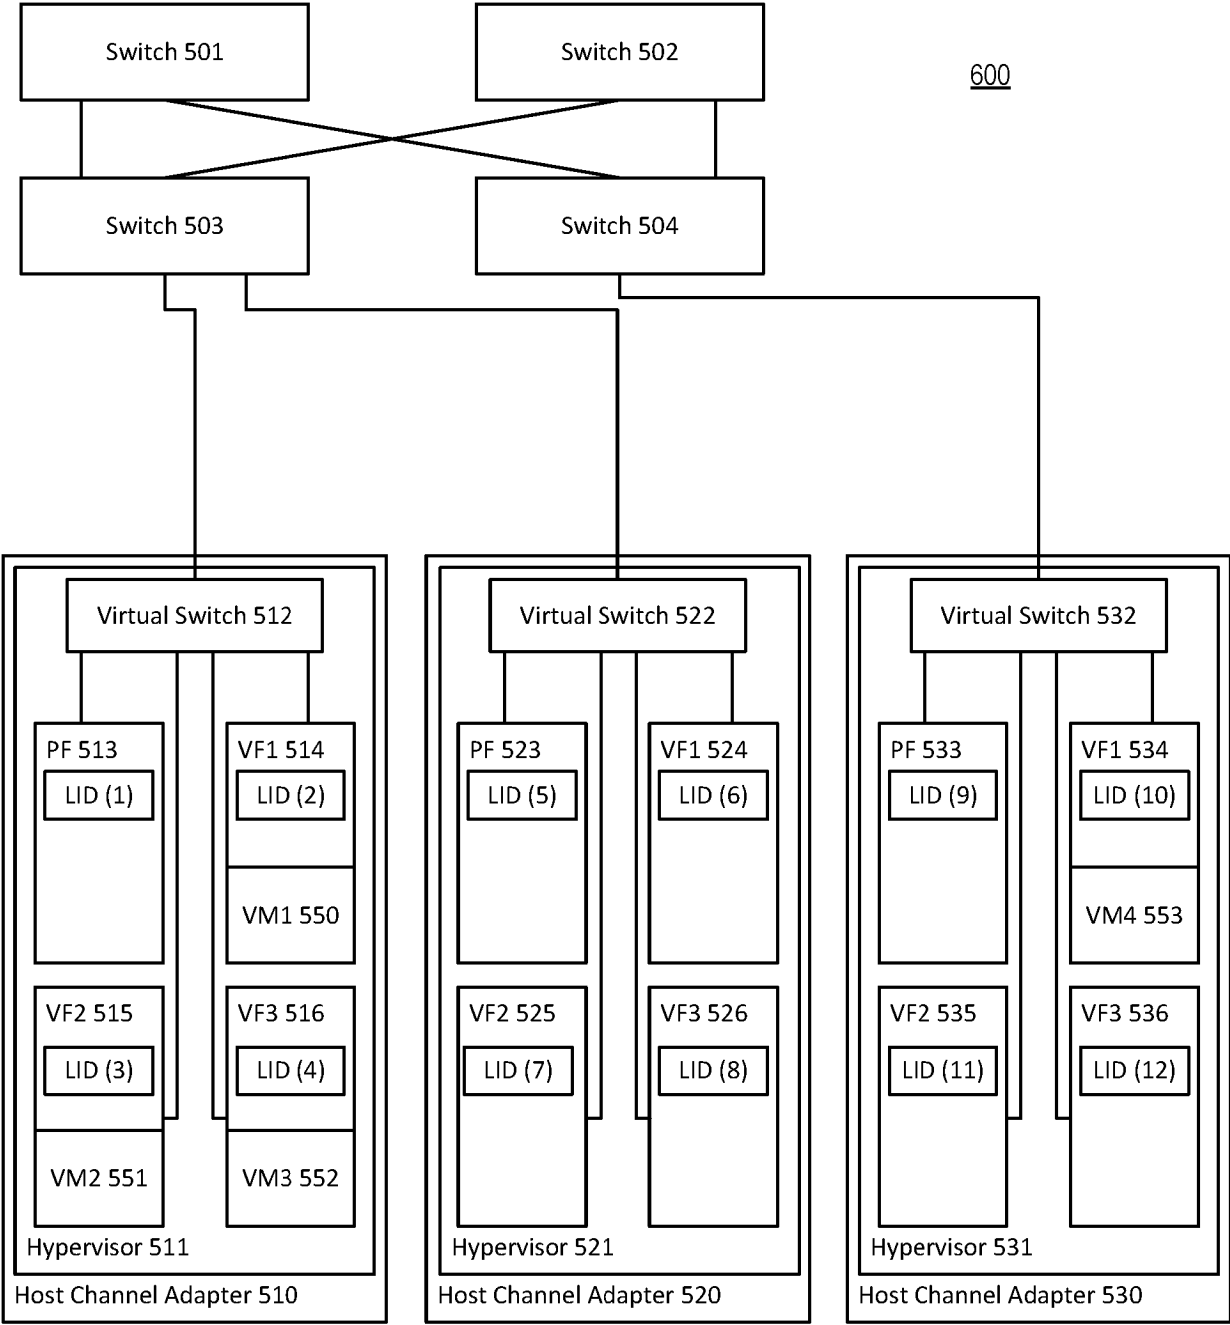 Switch 501
Switch 502
600
Switch 503
Switch 504
Virtual Switch 512
Virtual Switch 522
Virtual Switch 532
PF 513
LID (1)
VF1 514
LID (2)
VM1 550
VF2 515
LID (3)
VM2 551
VF3 516
LID (4)
VM3 552
Hypervisor 511
Host Channel Adapter 510
PF 523
LID (5)
VF1 524
LID (6)
VF2 525
LID (7)
VF3 526
LID (8)
Hypervisor 521
Host Channel Adapter 520
PF 533
LID (9)
VF1 534
LID (10)
VM4 553
VF2 535
LID (11)
VF3 536
LID (12)
Hypervisor 531
Host Channel Adapter 530